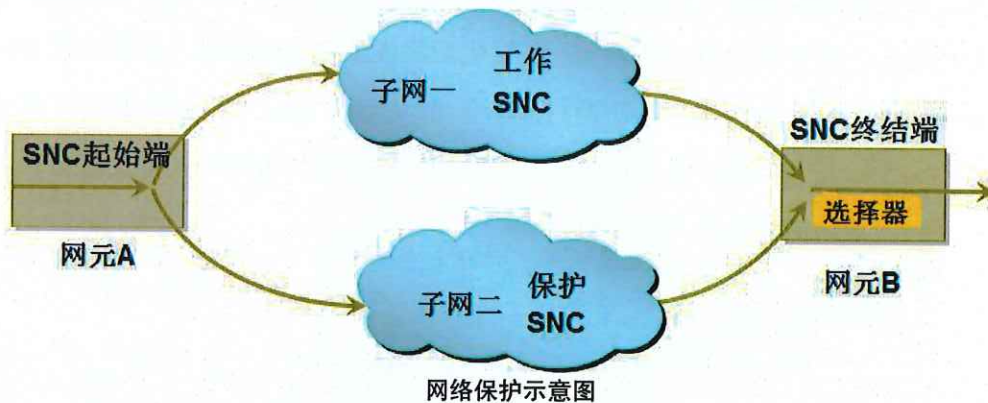 工作
子网一
SNC
SNC起始端
SNC终结端
选择器
网元A
网元B
保护
子网二
SNC
网络保护示意图